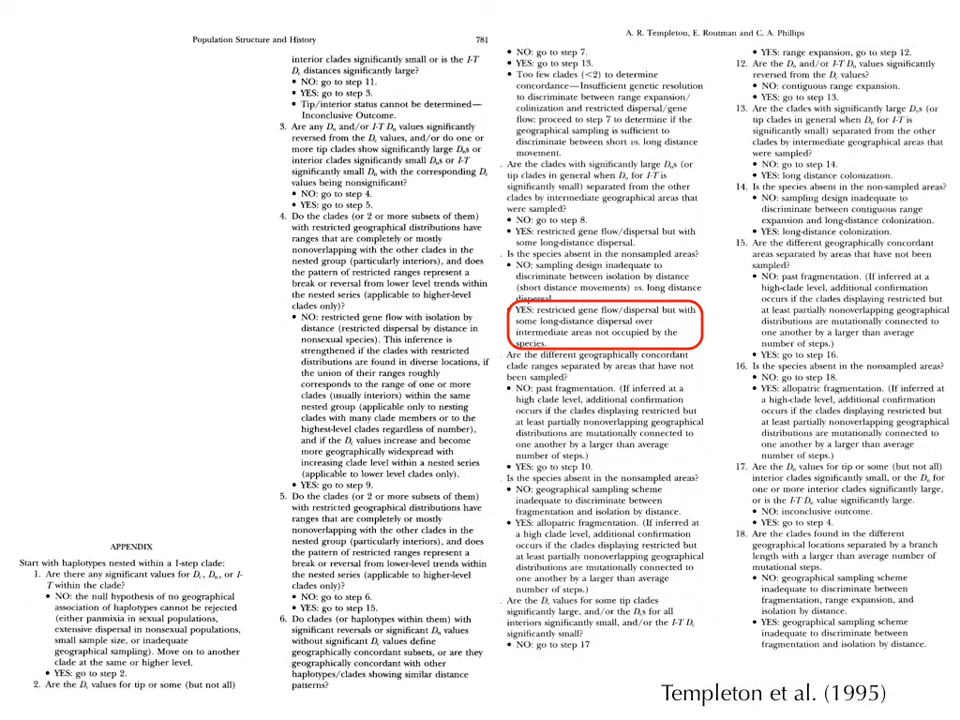 Population Structure and History 781
APPENDIX
Start with haplotypes nested within a 1-step clade:
1. Are there any significant values for Dc, Dn, or I-
T within the clade?
• NO: the null hypothesis of no geographical
association of haplotypes cannot be rejected
(either panmixia in sexual populations,
extensive dispersal in nonsexual populations,
small sample size, or inadequate
geographical sampling). Move on to another
clade at the same or higher level.
• YES: go to step 2.
2. Are the Dc values for tip or some (but not all)
interior clades significantly small or is the I-T
Dc distances significantly large?
• NO: go to step 11.
• YES: go to step 3.
• Tip/interior status cannot be determined—
Inconclusive Outcome.
3. Are any Dn and/or I-T Dn values significantly
reversed from the Dc values, and/or do one or
more tip clades show significantly large Dns or
interior clades significantly small Dns or I-T
significantly small Dn with the corresponding Dc
values being nonsignificant?
• NO: go to step 4.
• YES: go to step 5.
4. Do the clades (or 2 or more subsets of them)
with restricted geographical distributions have
ranges that are completely or mostly
nonoverlapping with the other clades in the
nested group (particularly interiors), and does
the pattern of restricted ranges represent a
break or reversal from lower level trends within
the nested series (applicable to higher-level
clades only)?
• NO: restricted gene flow with isolation by
distance (restricted dispersal by distance in
nonsexual species). This inference is
strengthened if the clades with restricted
distributions are found in diverse locations, if
the union of their ranges roughly
corresponds to the range of one or more
clades (usually interiors) within the same
nested group (applicable only to nesting
clades with many clade members or to the
highest-level clades regardless of number),
and if the Dc values increase and become
more geographically widespread with
increasing clade level within a nested series
(applicable to lower level clades only).
• YES: go to step 9.
5. Do the clades (or 2 or more subsets of them)
with restricted geographical distributions have
ranges that are completely or mostly
nonoverlapping with the other clades in the
nested group (particularly interiors), and does
the pattern of restricted ranges represent a
break or reversal from lower-level trends within
the nested series (applicable to higher-level
clades only)?
• NO: go to step 6.
• YES: go to step 15.
6. Do clades (or haplotypes within them) with
significant reversals or significant Dn values
without significant Dc values define
geographically concordant subsets, or are they
geographically concordant with other
haplotypes/clades showing similar distance
patterns?
A. R. Templeton, E. Routman and C. A. Phillips
• NO: go to step 7.
• YES: go to step 13.
• Too few clades (<2) to determine
concordance—Insufficient genetic resolution
to discriminate between range expansion/
colinization and restricted dispersal/gene
flow: proceed to step 7 to determine if the
geographical sampling is sufficient to
discriminate between short vs. long distance
movement.
. Are the clades with significantly large Dns (or
tip clades in general when Dn for I-T is
significantly small) separated from the other
clades by intermediate geographical areas that
were sampled?
• NO: go to step 8.
• YES: restricted gene flow/dispersal but with
some long-distance dispersal.
. Is the species absent in the nonsampled areas?
• NO: sampling design inadequate to
discriminate between isolation by distance
(short distance movements) vs. long distance
dispersal
YES: restricted gene flow/dispersal but with
some long-distance dispersal over
intermediate areas not occupied by the
species.
. Are the different geographically concordant
clade ranges separated by areas that have not
been sampled?
• NO: past fragmentation. (If inferred at a
high clade level, additional confirmation
occurs if the clades displaying restricted but
at least partially nonoverlapping geographical
distributions are mutationally connected to
one another by a larger than average
number of steps.)
• YES: go to step 10.
. Is the species absent in the nonsampled areas?
• NO: geographical sampling scheme
inadequate to discriminate between
fragmentation and isolation by distance.
• YES: allopatric fragmentation. (If inferred at
a high clade level, additional confirmation
occurs if the clades displaying restricted but
at least partially nonoverlapping geographical
distributions are mutationally connected to
one another by a larger than average
number of steps.)
. Are the Dc values for some tip clades
significantly large, and/or the Dcs for all
interiors significantly small, and/or the I-T Dc
significantly small?
• NO: go to step 17
• YES: range expansion, go to step 12.
12. Are the Dn and/or I-T Dn values significantly
reversed from the Dc values?
• NO: contiguous range expansion.
• YES: go to step 13.
13. Are the clades with significant large Dns (or
tip clades in general when Dn for I-T is
significantly small) separated from the other
clades by intermediate geographical areas that
were sampled?
• NO: go to step 14.
• YES: long distance colonization.
14. Is the species absent in the non-sampled areas?
• NO: sampling design inadequate to
discriminate between contiguous range
expansion and long-distance colonization.
• YES: long-distance colonization.
15. Are the different geographically concordant
areas separated by areas that have not been
sampled?
• NO: past fragmentation. (If inferred at a
high-clade level, additional confirmation
occurs if the clades displaying restricted but
at least partially nonoverlapping geographical
distributions are mutationally connected to
one another by a larger than average
number of steps.)
• YES: go to step 16.
16. Is the species absent in the nonsampled areas?
• NO: go to step 18.
• YES: allopatric fragmentation. (If inferred at
a high-clade level, additional confirmation
occurs if the clades displaying restricted but
at least partially nonoverlapping geographical
distributions are mutationally connected to
one another by a larger than average
number of steps.)
17. Are the Dn values for tip or some (but not all)
interior clades significantly small, or the Dn for
one or more interior clades significantly large,
or is the I-T Dn value significantly large.
• NO: inconclusive outcome.
• YES: go to step 4.
18. Are the clades found in the different
geographical locations separated by a branch
length with a larger than average number of
mutational steps.
• NO: geographical sampling scheme
inadequate to discriminate between
fragmentation, range expansion, and
isolation by distance.
• YES: geographical sampling scheme
inadequate to discriminate between
fragmentation and isolation by distance.
Templeton et al. (1995)